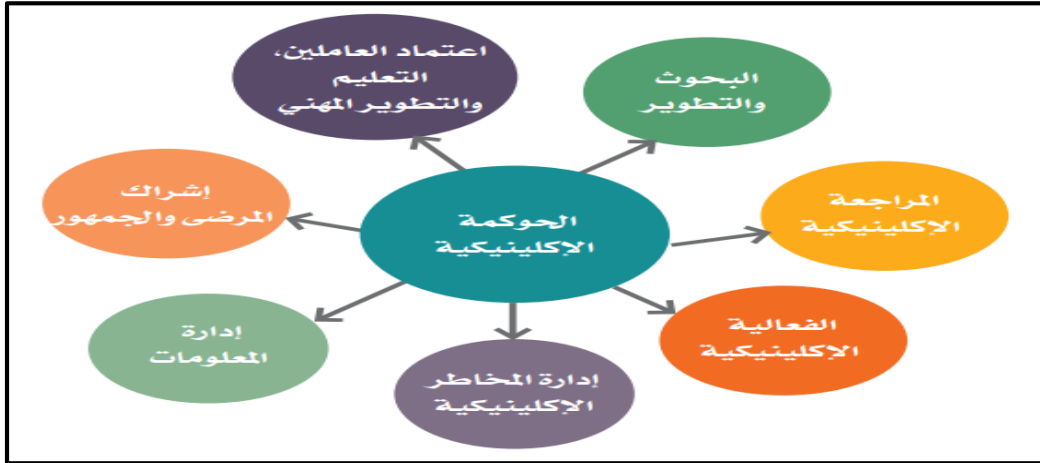 اعتماد العاملين،
التعليم
والتطوير المهني
البحوث
والتطوير
إشراك
المرضى والجمهور
الحوكمة
الإكلينيكية
المراجعة
الإكلينيكية
إدارة
المعلومات
إدارة المخاطر
الإكلينيكية
الفعالية
الإكلينيكية